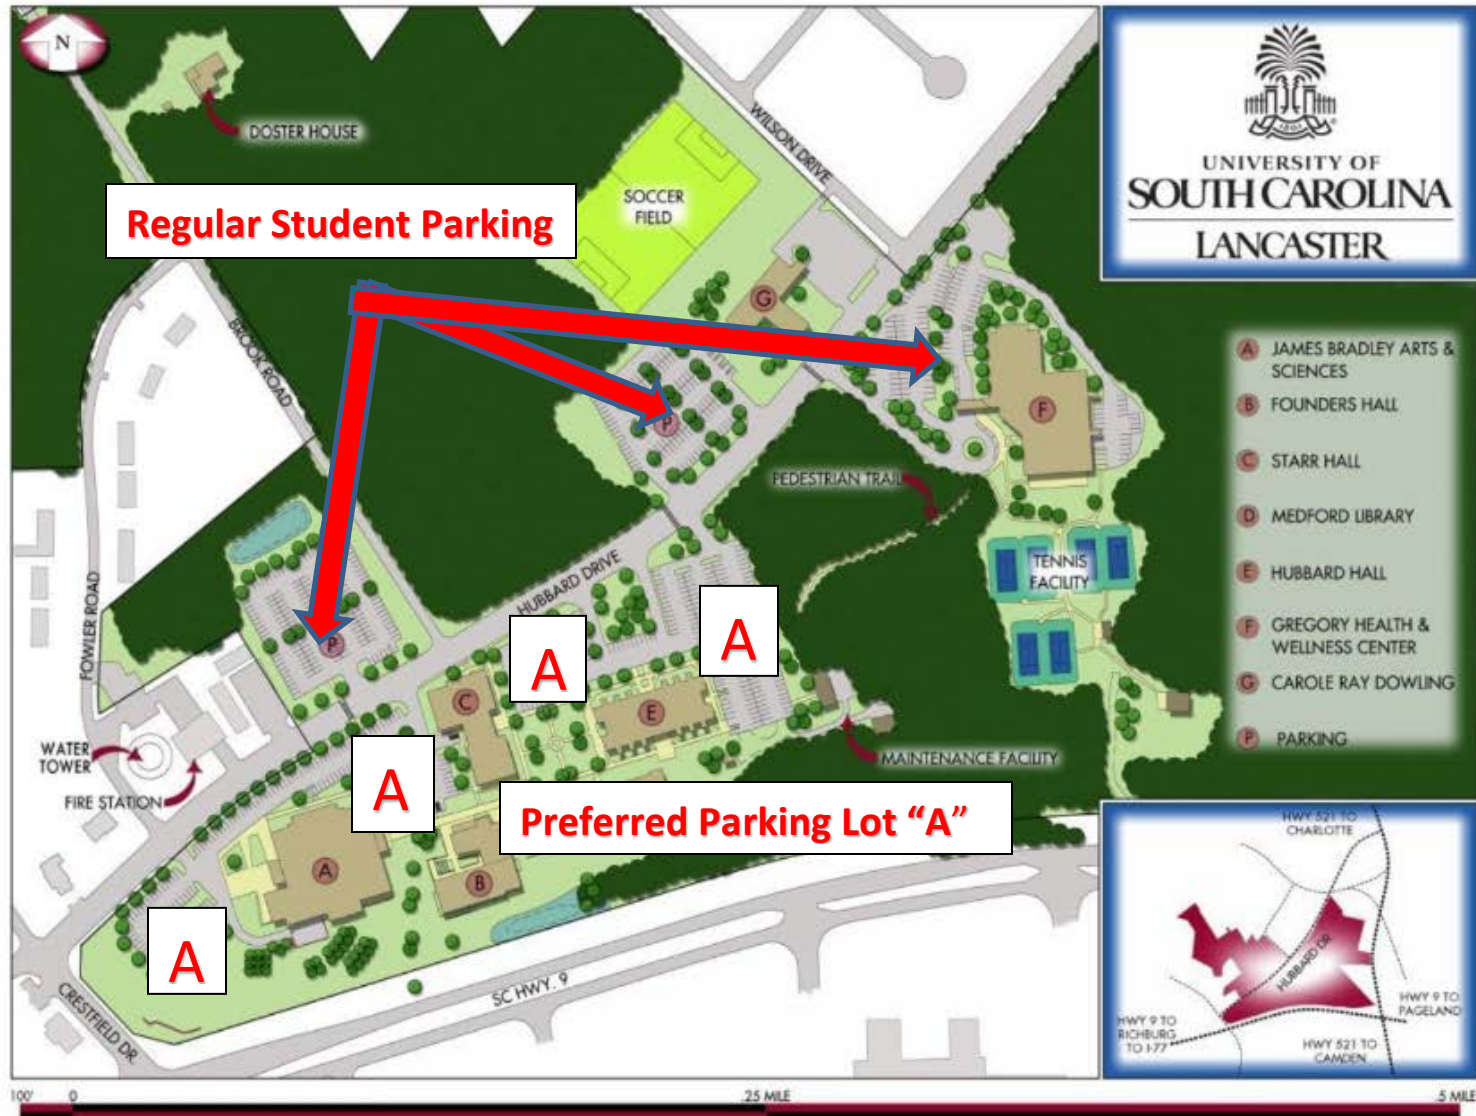 N
DOSTER HOUSE
WILSON DRIVE
UNIVERSITY OF
SOUTH CAROLINA
LANCASTER
1801
Regular Student Parking
SOCCER
FIELD
G
BROOK ROAD
P
F
PEDESTRIAN TRAIL
A JAMES BRADLEY ARTS &
SCIENCES
B FOUNDERS HALL
C STARR HALL
D MEDFORD LIBRARY
E HUBBARD HALL
F GREGORY HEALTH &
WELLNESS CENTER
G CAROLE RAY DOWLING
P PARKING
TENNIS
FACILITY
HUBBARD DRIVE
FOWLER ROAD
P
A
A
C
E
WATER
TOWER
FIRE STATION
MAINTENANCE FACILITY
A
Preferred Parking Lot “A”
A
B
A
SC HWY. 9
CRESTFIELD DR.
HWY 521 TO
CHARLOTTE
HUBBARD DR
HWY 9 TO
PAGELAND
HWY 9 TO
RICHBURG
TO I-77
HWY 521 TO
CAMDEN
100' 0 .25 MILE .5 MILE